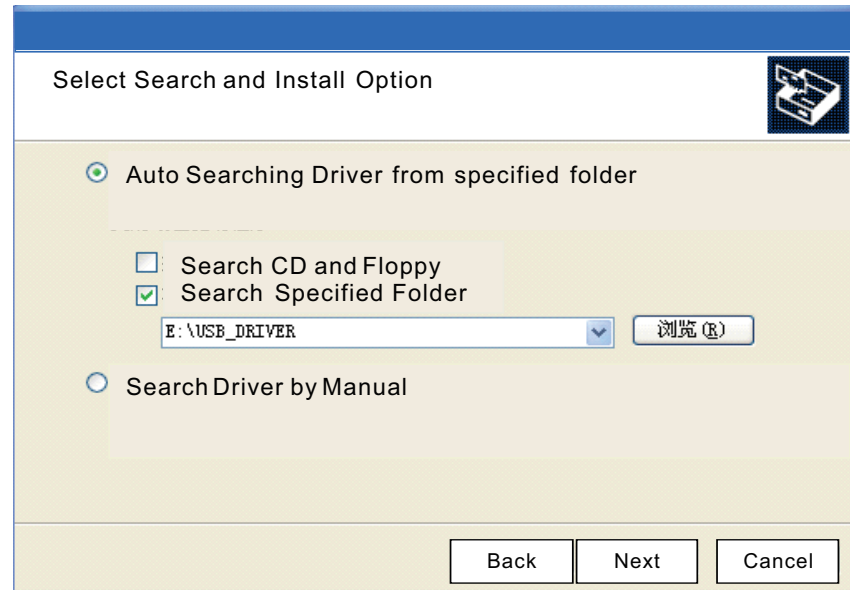 Select Search and Install Option
Auto Searching Driver from specified folder
Search CD and Floppy
Search Specified Folder
E:\USB_DRIVER
浏览(R)
Search Driver by Manual
Back
Next
Cancel